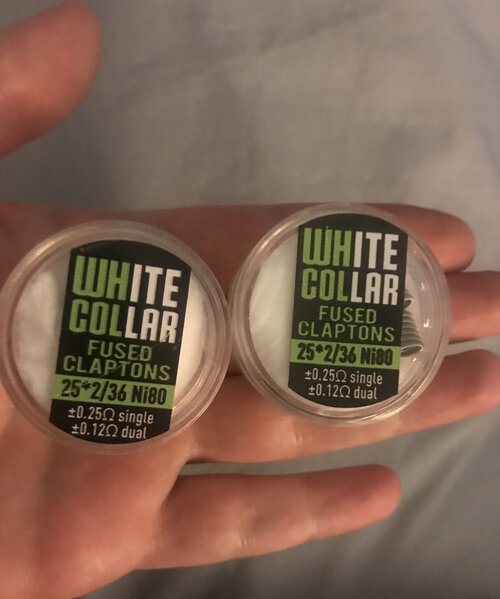 WHITE
COLLAR
FUSED
CLAPTONS
25*2/36 Ni80
±0.25Ω single
±0.12Ω dual
WHITE
COLLAR
FUSED
CLAPTONS
25*2/36 Ni80
±0.25Ω single
±0.12Ω dual